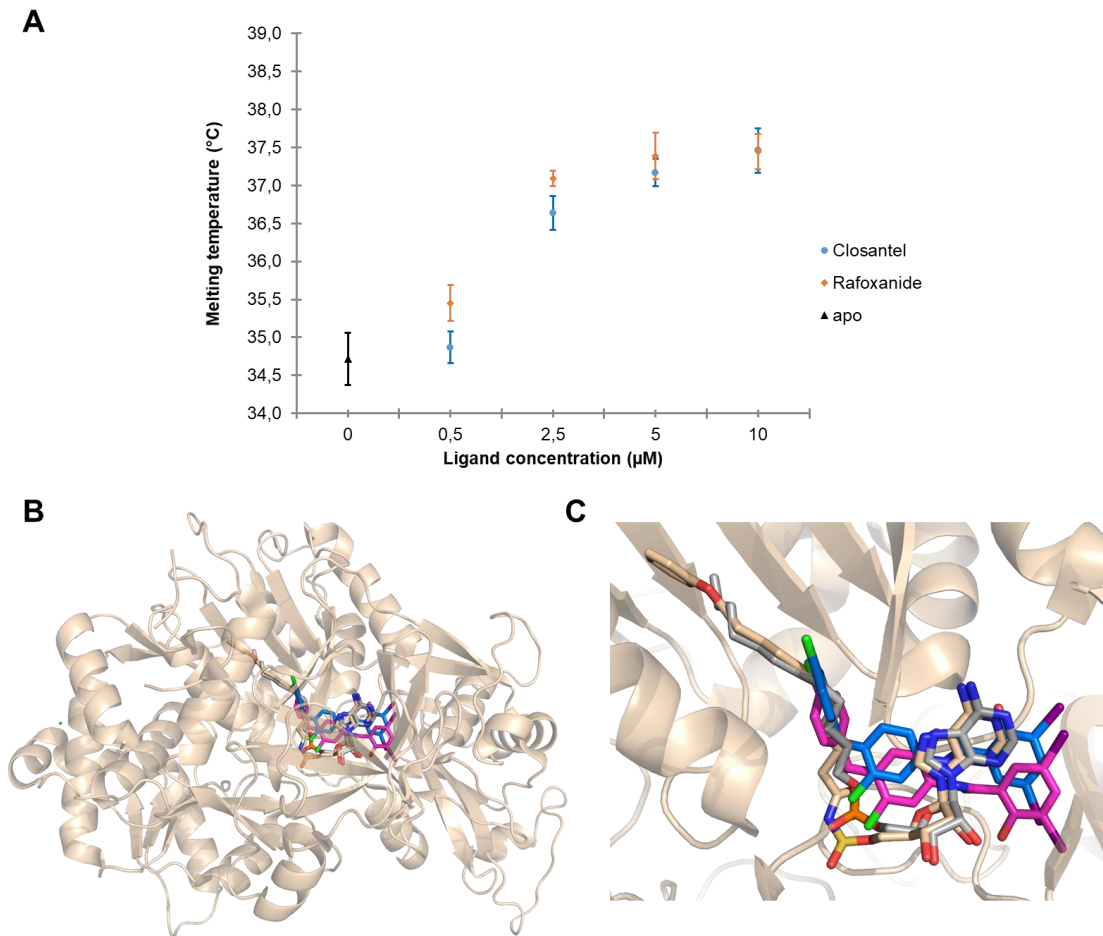 A
39,0
38,5
38,0
37,5
37,0
36,5
36,0
35,5
35,0
34,5
34,0
Melting temperature (°C)
0 0,5 2,5 5 10
Ligand concentration (µM)
Closantel
Rafoxanide
apo
B
C